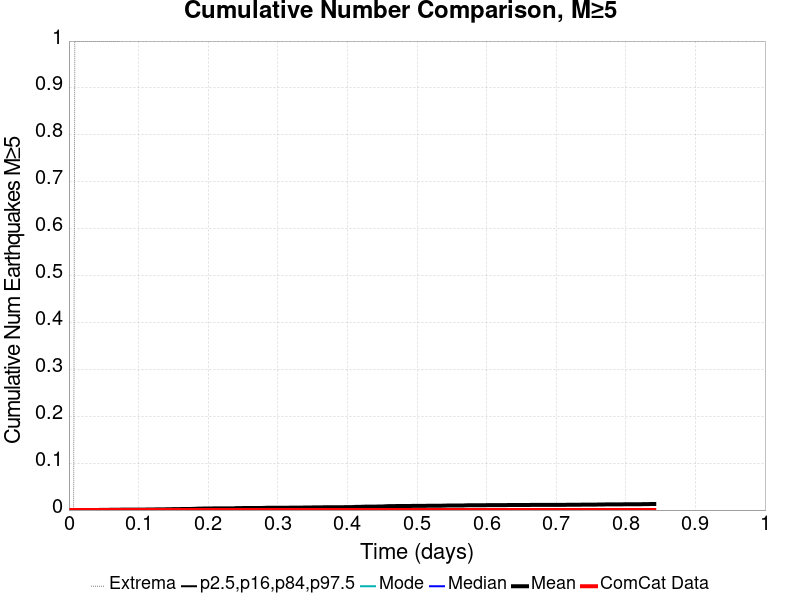 Cumulative Number Comparison, M≥5
Cumulative Num Earthquakes M≥5
1
0.9
0.8
0.7
0.6
0.5
0.4
0.3
0.2
0.1
0
0 0.1 0.2 0.3 0.4 0.5 0.6 0.7 0.8 0.9 1
Time (days)
Extrema p2.5,p16,p84,p97.5 Mode Median Mean ComCat Data